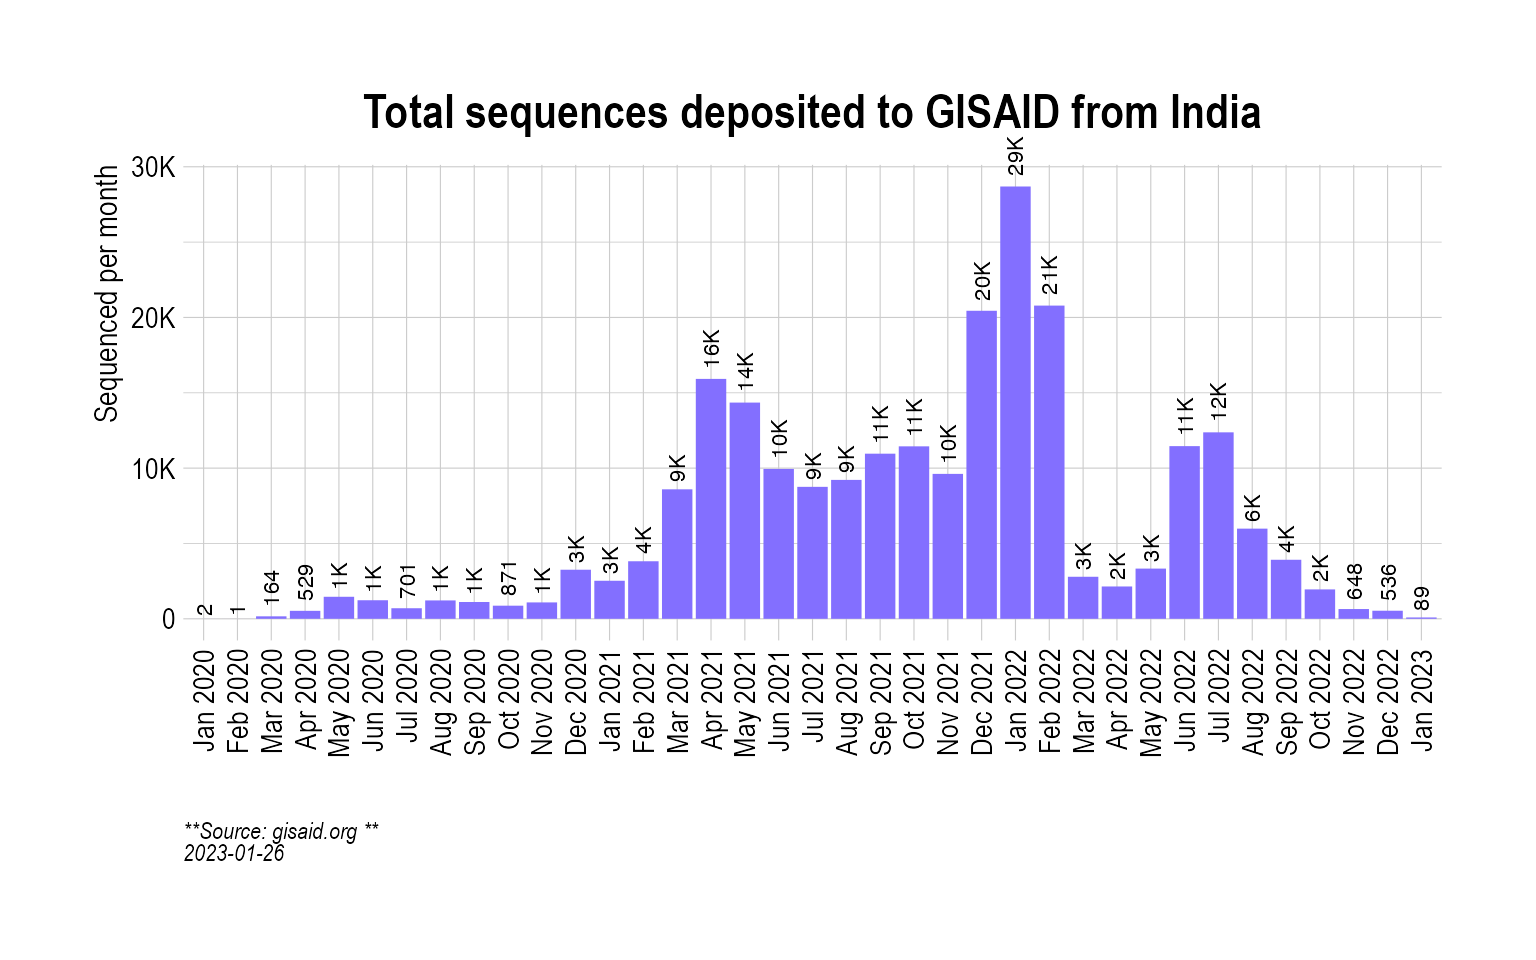 Total sequences deposited to GISAID from India
Sequenced per month
30K
20K
10K
0
2
1
164
529
1K
1K
701
1K
1K
871
1K
3K
3K
4K
9K
16K
14K
10K
9K
9K
11K
11K
10K
20K
29K
21K
3K
2K
3K
11K
12K
6K
4K
2K
648
536
89
Jan 2020
Feb 2020
Mar 2020
Apr 2020
May 2020
Jun 2020
Jul 2020
Aug 2020
Sep 2020
Oct 2020
Nov 2020
Dec 2020
Jan 2021
Feb 2021
Mar 2021
Apr 2021
May 2021
Jun 2021
Jul 2021
Aug 2021
Sep 2021
Oct 2021
Nov 2021
Dec 2021
Jan 2022
Feb 2022
Mar 2022
Apr 2022
May 2022
Jun 2022
Jul 2022
Aug 2022
Sep 2022
Oct 2022
Nov 2022
Dec 2022
Jan 2023
**Source: gisaid.org **
2023-01-26